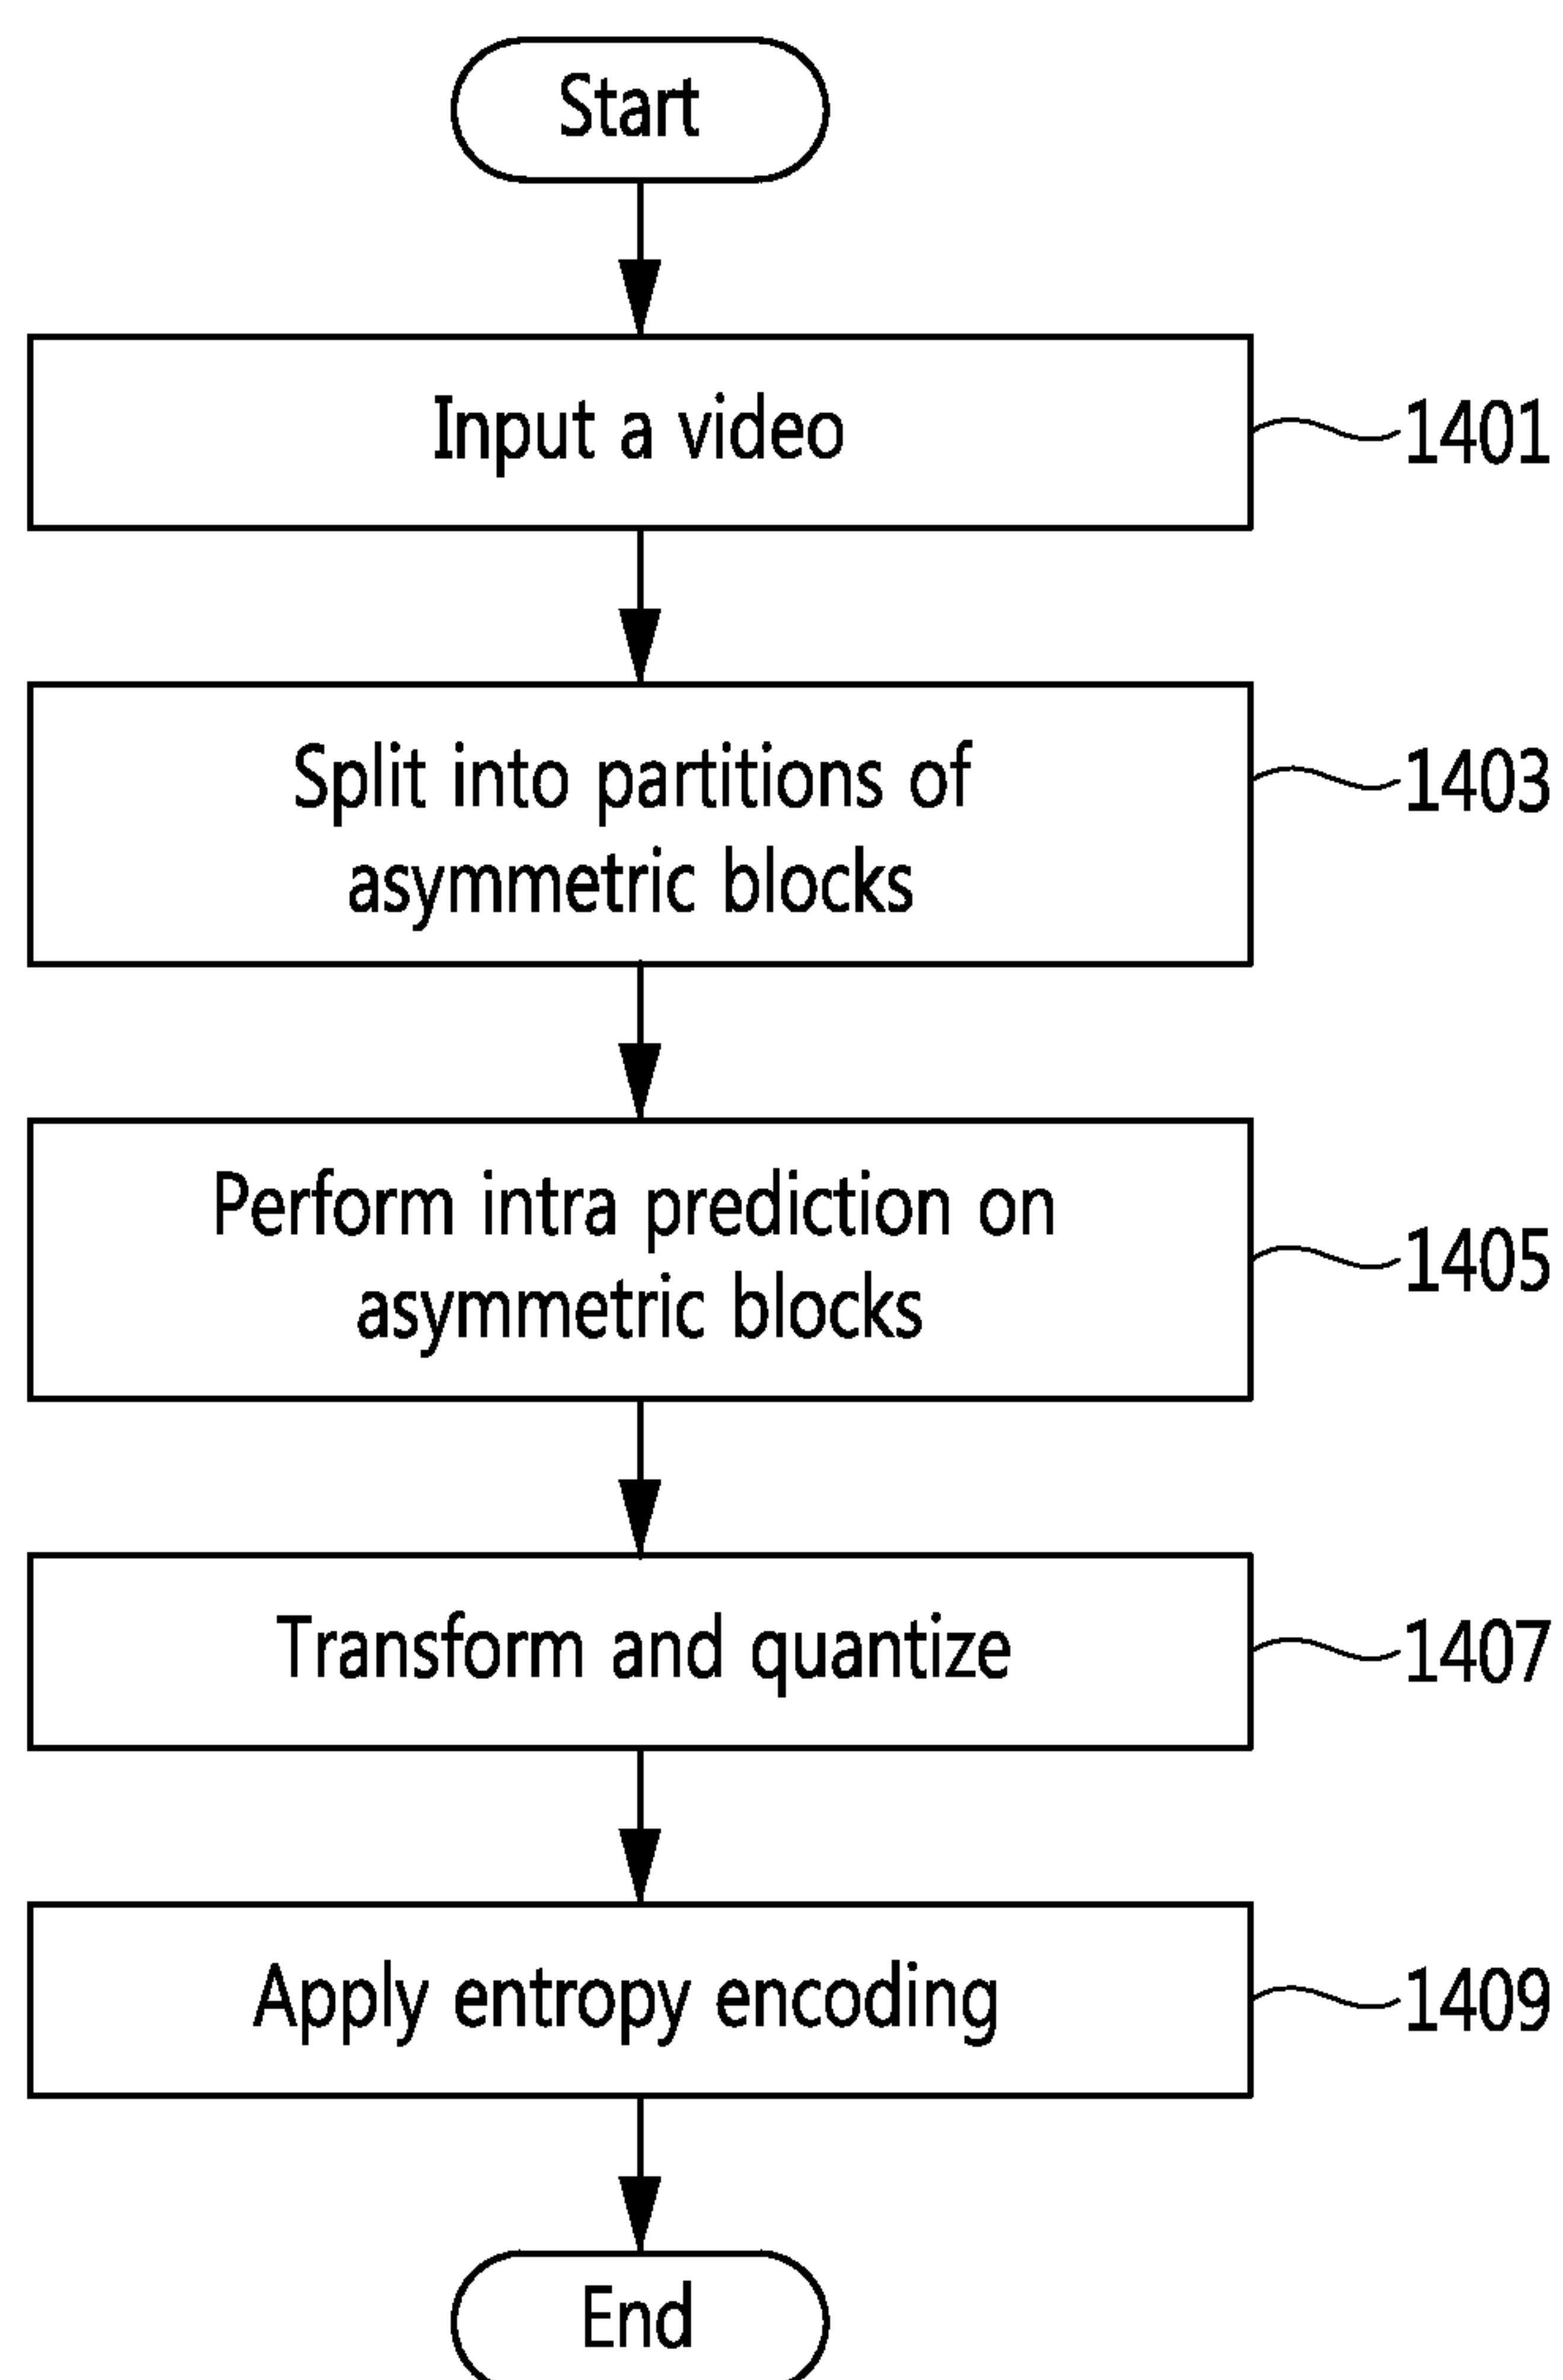 Start
Input a video
1401
Split into partitions of
asymmetric blocks
1403
Perform intra prediction on
asymmetric blocks
1405
Transform and quantize
1407
Apply entropy encoding
1409
End